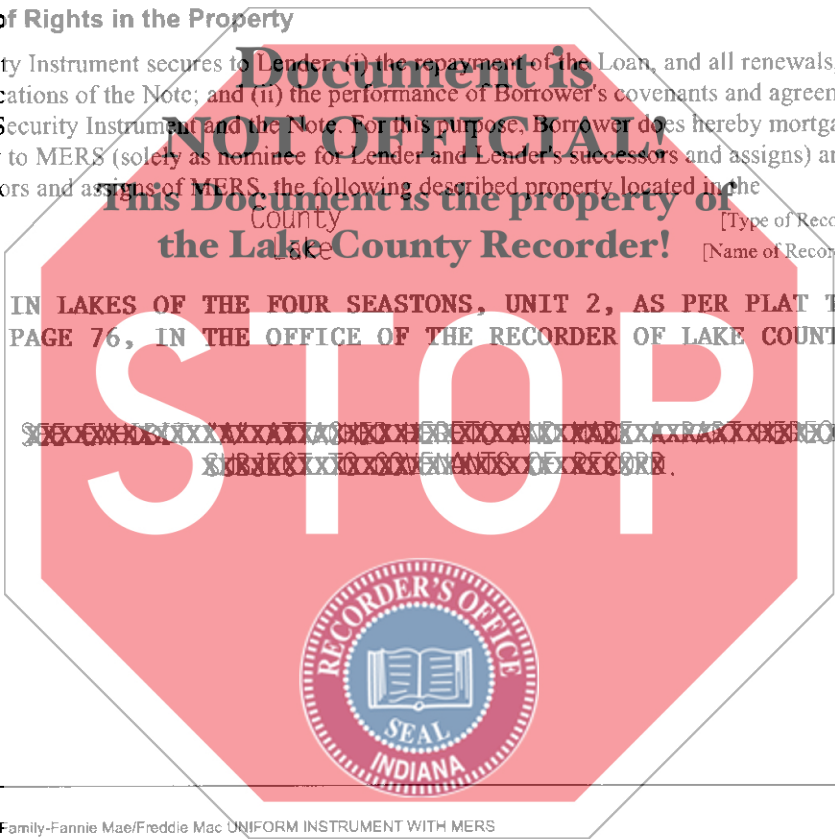 of Rights in the Property
ty Instrument secures to Lender: (i) the repayment of the Loan, and all renewals,
cations of the Note; and (ii) the performance of Borrower's covenants and agreem
Security Instrument and the Note. For this purpose, Borrower does hereby mortga
to MERS (solely as nominee for Lender and Lender's successors and assigns) an
ors and assigns of MERS, the following described property located in the
County [Type of Reco
Lake [Name of Recor
Document is
NOT OFFICIAL!
This Document is the property of
the Lake County Recorder!
IN LAKES OF THE FOUR SEASTONS, UNIT 2, AS PER PLAT T
PAGE 76, IN THE OFFICE OF THE RECORDER OF LAKE COUNT
STOP
RECORDER'S OFFICE
SEAL
INDIANA
Family-Fannie Mae/Freddie Mac UNIFORM INSTRUMENT WITH MERS